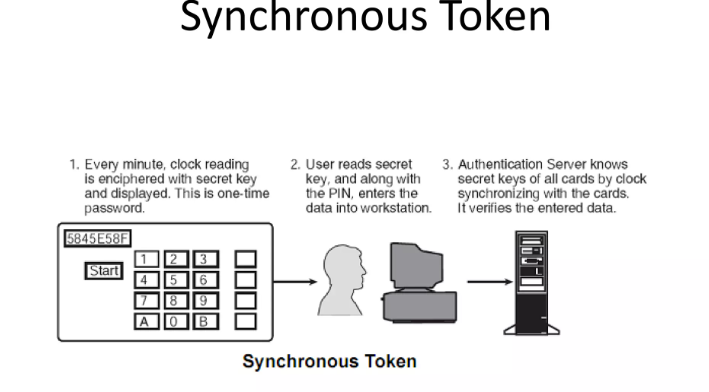 Synchronous Token
1. Every minute, clock reading
is enciphered with secret key
and displayed. This is one-time
password.
2. User reads secret
key, and along with
the PIN, enters the
data into workstation.
3. Authentication Server knows
secret keys of all cards by clock
synchronizing with the cards.
It verifies the entered data.
5845E58F
Start
1 2 3
4 5 6
7 8 9
A 0 B
Synchronous Token